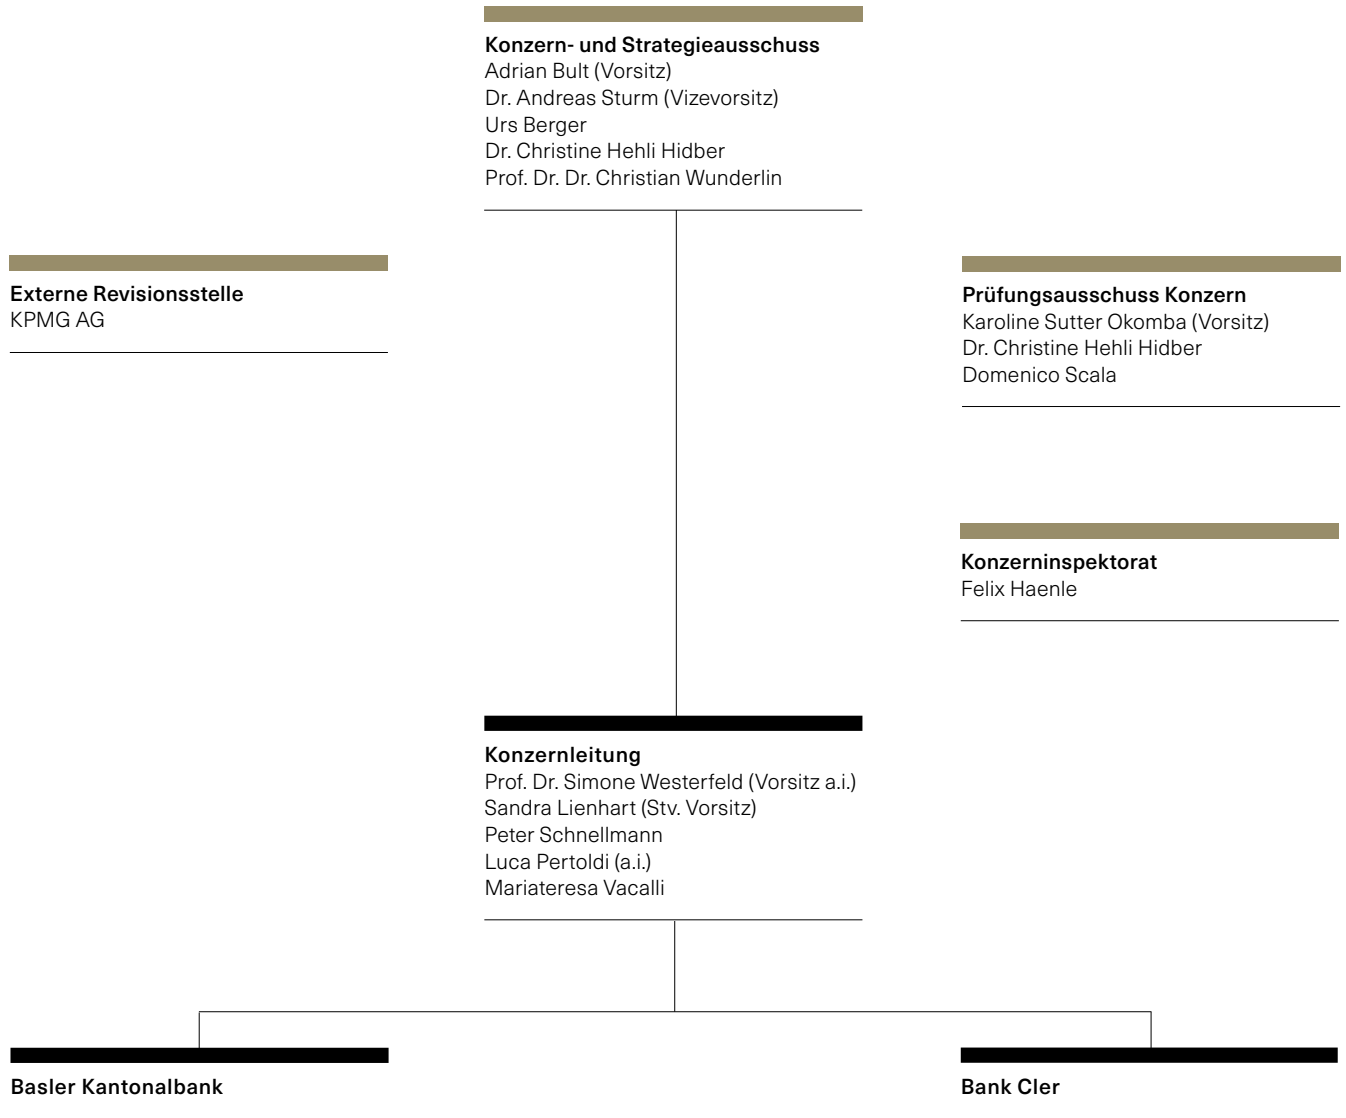 Konzern- und Strategieausschuss
Adrian Bult (Vorsitz)
Dr. Andreas Sturm (Vizevorsitz)
Urs Berger
Dr. Christine Hehli Hidber
Prof. Dr. Dr. Christian Wunderlin
Externe Revisionsstelle
KPMG AG
Prüfungsausschuss Konzern
Karoline Sutter Okomba (Vorsitz)
Dr. Christine Hehli Hidber
Domenico Scala
Konzerninspektorat
Felix Haenle
Konzernleitung
Prof. Dr. Simone Westerfeld (Vorsitz a.i.)
Sandra Lienhart (Stv. Vorsitz)
Peter Schnellmann
Luca Pertoldi (a.i.)
Mariateresa Vacalli
Basler Kantonalbank
Bank Cler